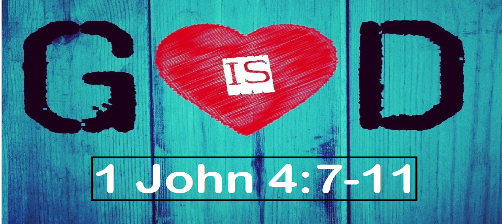 G IS D
1 John 4:7-11